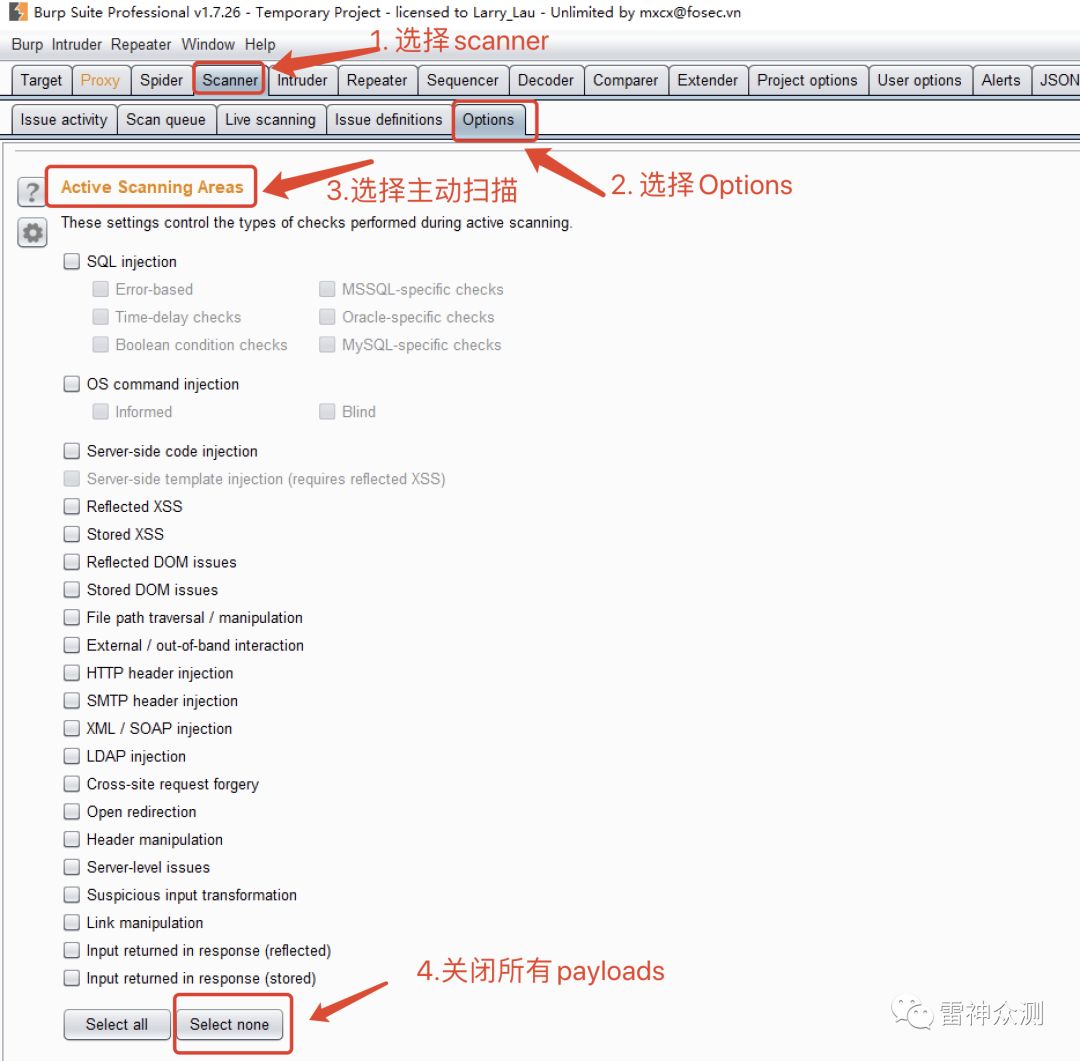 Burp Suite Professional v1.7.26 - Temporary Project - licensed to Larry_Lau - Unlimited by mxcx@fosec.vn
Burp Intruder Repeater Window Help
1. 选择scanner
Target Proxy Spider Scanner Intruder Repeater Sequencer Decoder Comparer Extender Project options User options Alerts JSON
Issue activity Scan queue Live scanning Issue definitions Options
2. 选择Options
? Active Scanning Areas
3.选择主动扫描
These settings control the types of checks performed during active scanning.
SQL injection
Error-based MSSQL-specific checks
Time-delay checks Oracle-specific checks
Boolean condition checks MySQL-specific checks
OS command injection
Informed Blind
Server-side code injection
Server-side template injection (requires reflected XSS)
Reflected XSS
Stored XSS
Reflected DOM issues
Stored DOM issues
File path traversal / manipulation
External / out-of-band interaction
HTTP header injection
SMTP header injection
XML / SOAP injection
LDAP injection
Cross-site request forgery
Open redirection
Header manipulation
Server-level issues
Suspicious input transformation
Link manipulation
Input returned in response (reflected)
Input returned in response (stored)
4.关闭所有payloads
Select all Select none
雷神众测